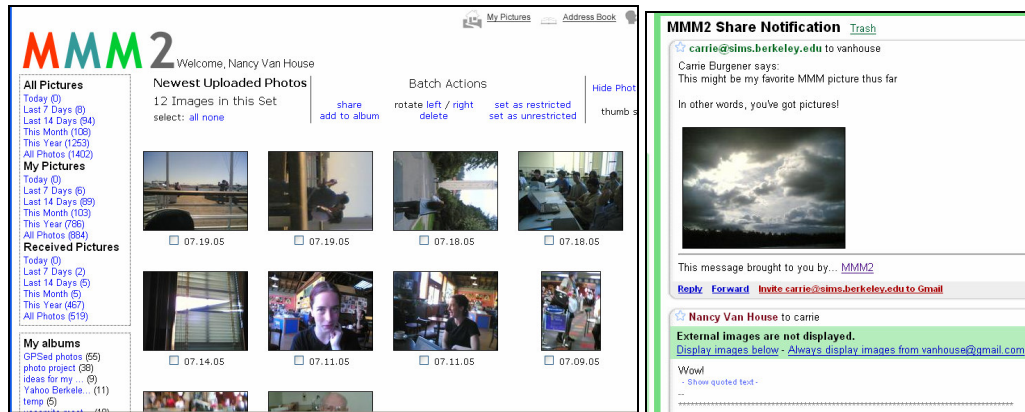 My Pictures
Address Book
MMM2
Welcome, Nancy Van House
All Pictures
Today (0)
Last 7 Days (8)
Last 14 Days (94)
This Month (108)
This Year (1253)
All Photos (1402)
My Pictures
Today (0)
Last 7 Days (6)
Last 14 Days (89)
This Month (103)
This Year (786)
All Photos (884)
Received Pictures
Today (0)
Last 7 Days (2)
Last 14 Days (5)
This Month (5)
This Year (467)
All Photos (519)
My albums
GPSed photos (55)
photo project (38)
ideas for my ... (9)
Yahoo Berkele... (11)
temp (5)
Newest Uploaded Photos
12 Images in this Set
select: all none
Batch Actions
share
add to album
rotate left / right
delete
set as restricted
set as unrestricted
Hide Phot
thumb s
07.19.05
07.19.05
07.18.05
07.18.05
07.14.05
07.11.05
07.11.05
07.09.05
MMM2 Share Notification Trash
carrie@sims.berkeley.edu to vanhouse
Carrie Burgener says:
This might be my favorite MMM picture thus far
In other words, you've got pictures!
This message brought to you by... MMM2
Reply Forward Invite carrie@sims.berkeley.edu to Gmail
Nancy Van House to carrie
External images are not displayed.
Display images below - Always display images from vanhouse@gmail.com
Wow!
- Show quoted text -
--